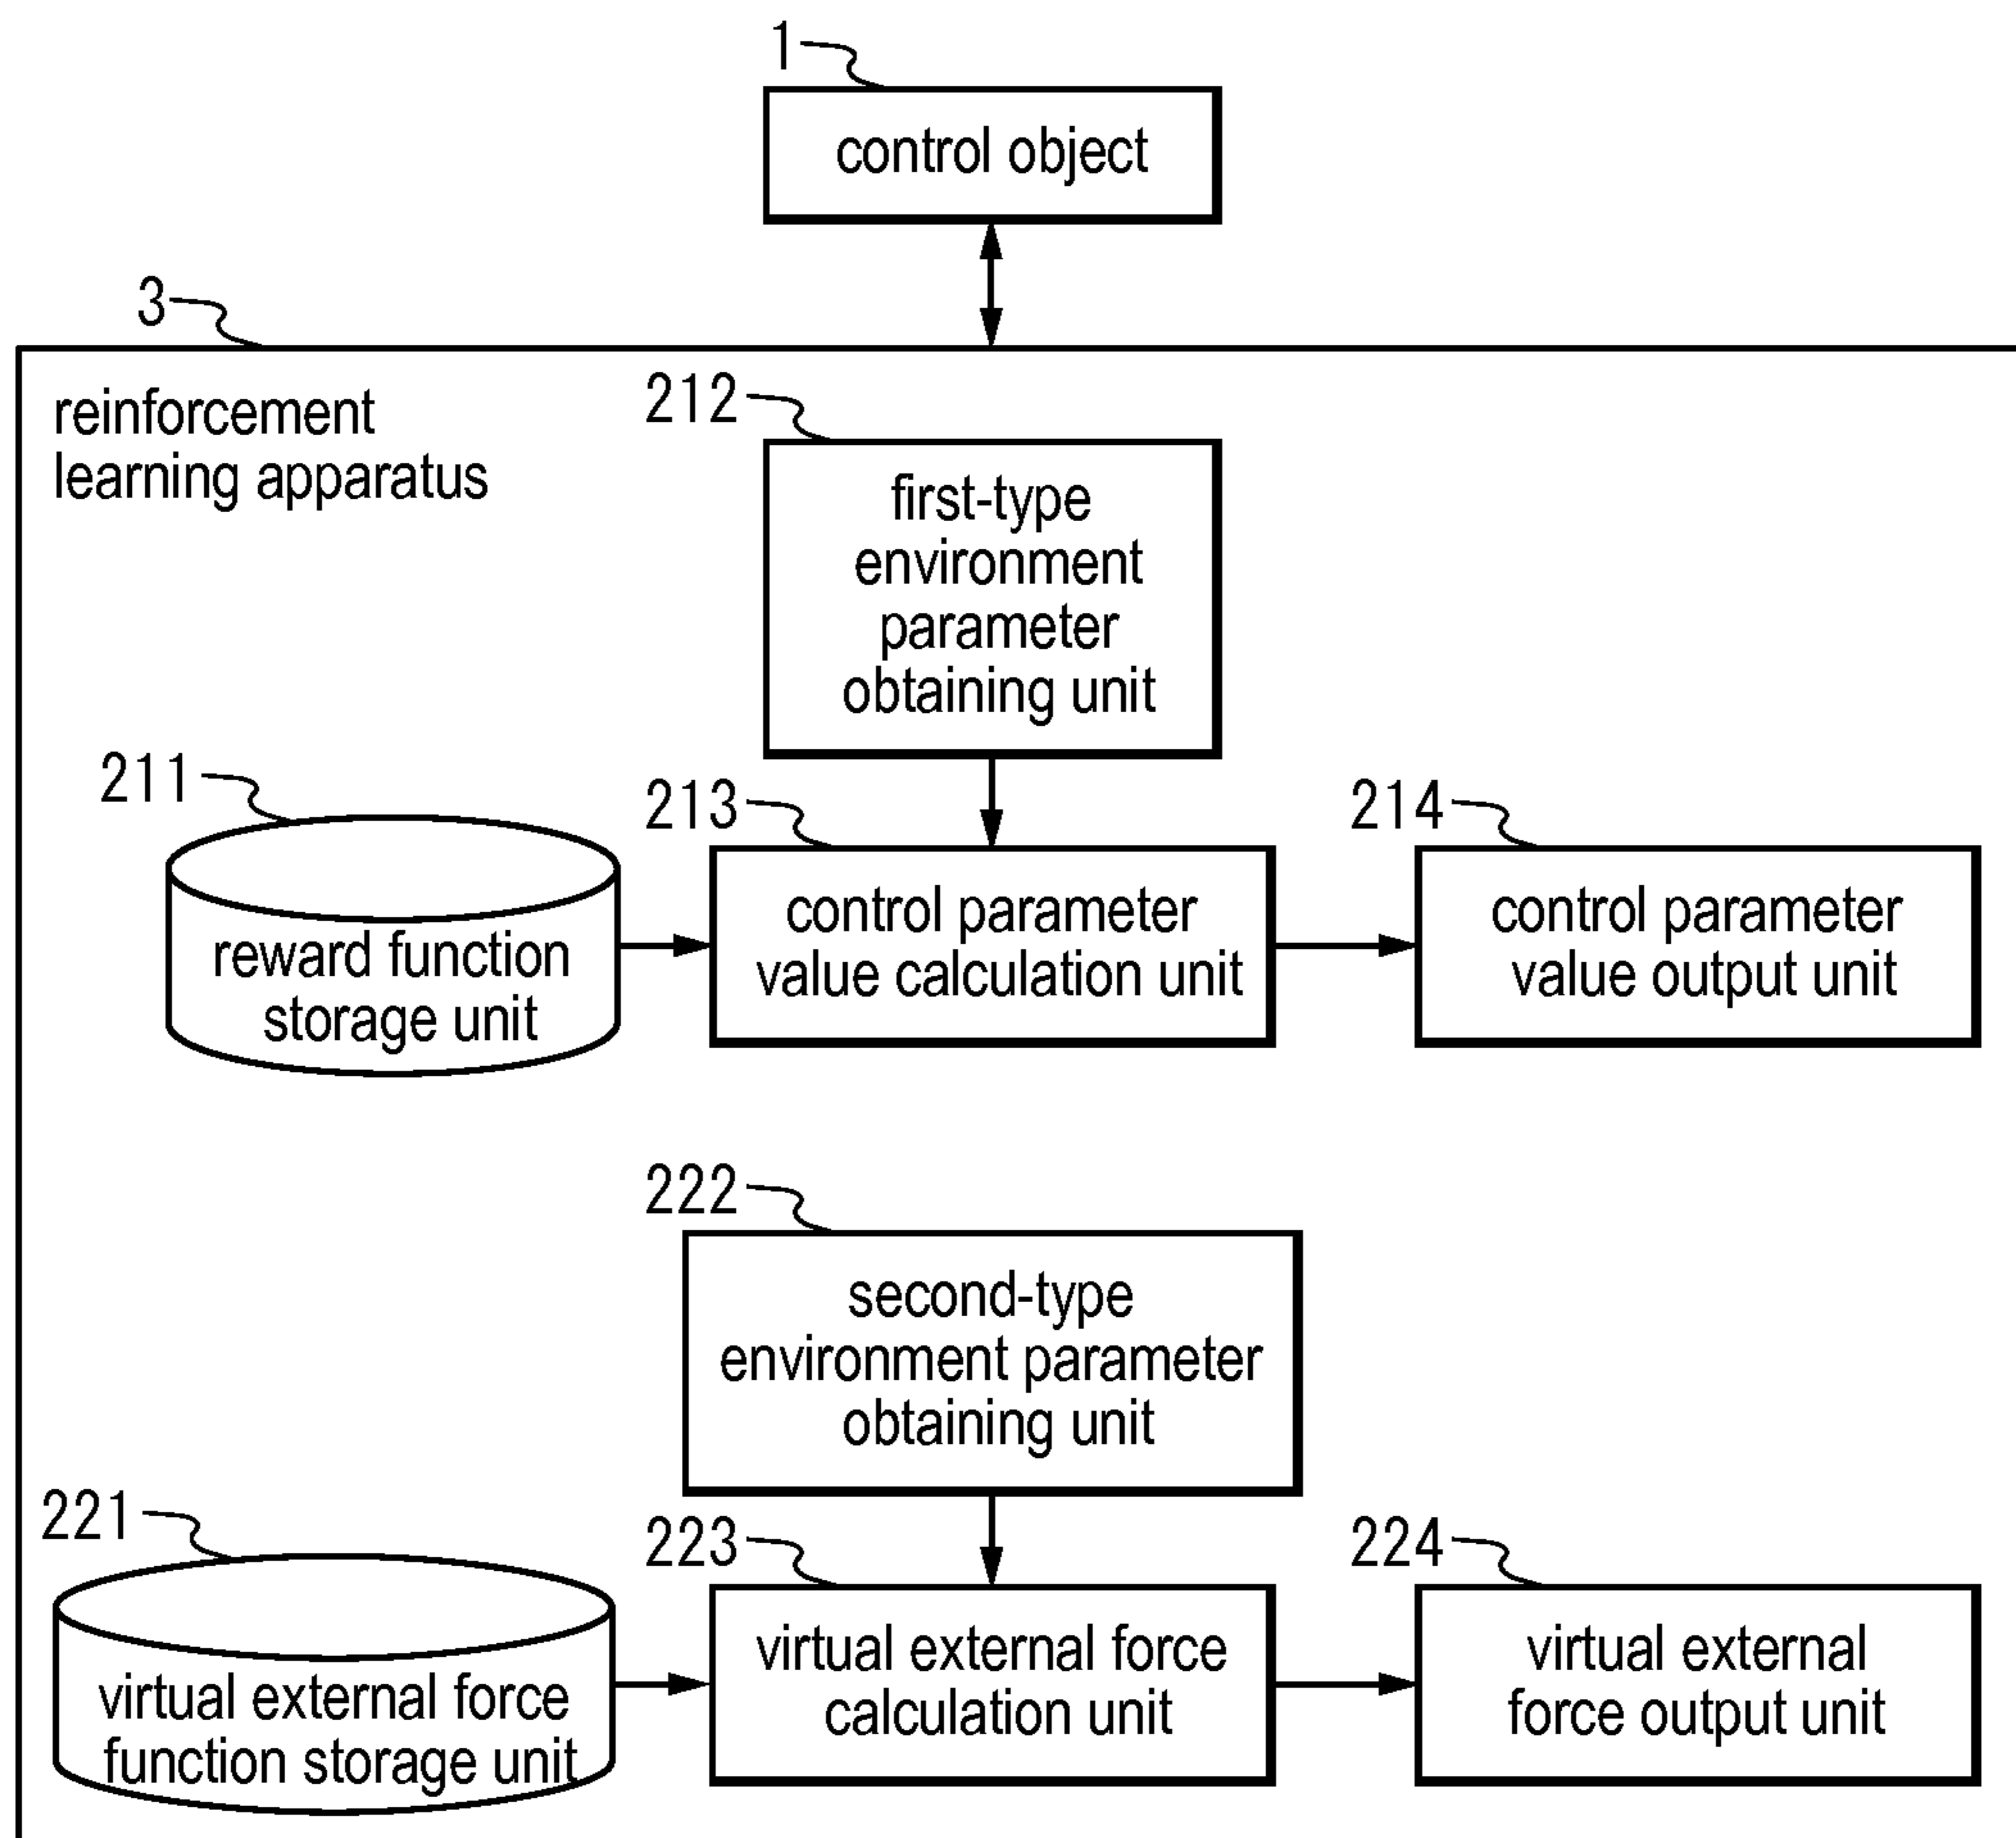 1
control object
3
reinforcement
learning apparatus
212
first-type
environment
parameter
obtaining unit
211
reward function
storage unit
213
control parameter
value calculation unit
214
control parameter
value output unit
222
second-type
environment parameter
obtaining unit
221
virtual external force
function storage unit
223
virtual external force
calculation unit
224
virtual external
force output unit